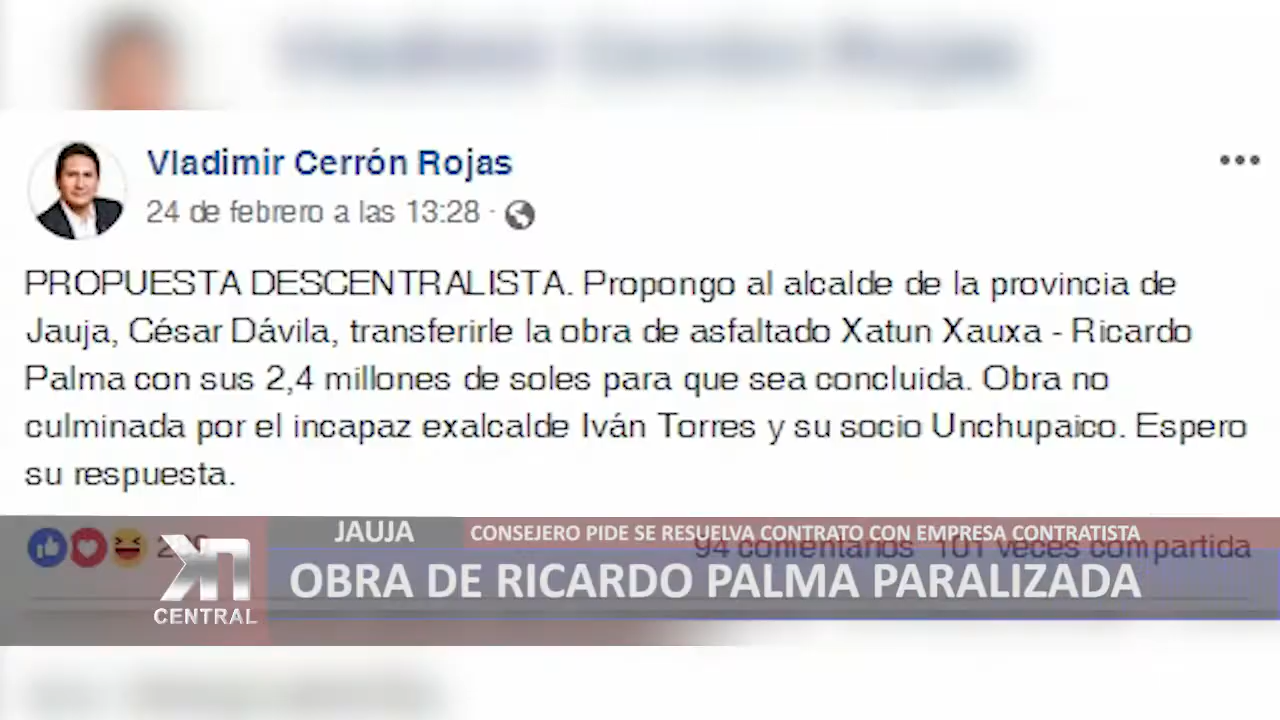 Vladimir Cerrón Rojas
24 de febrero a las 13:28 ·
PROPUESTA DESCENTRALISTA. Propongo al alcalde de la provincia de
Jauja, César Dávila, transferirle la obra de asfaltado Xatun Xauxa - Ricardo
Palma con sus 2,4 millones de soles para que sea concluida. Obra no
culminada por el incapaz exalcalde Iván Torres y su socio Unchupaico. Espero
su respuesta.
94 comentarios 101 veces compartida
JAUJA
CONSEJERO PIDE SE RESUELVA CONTRATO CON EMPRESA CONTRATISTA
OBRA DE RICARDO PALMA PARALIZADA
CENTRAL